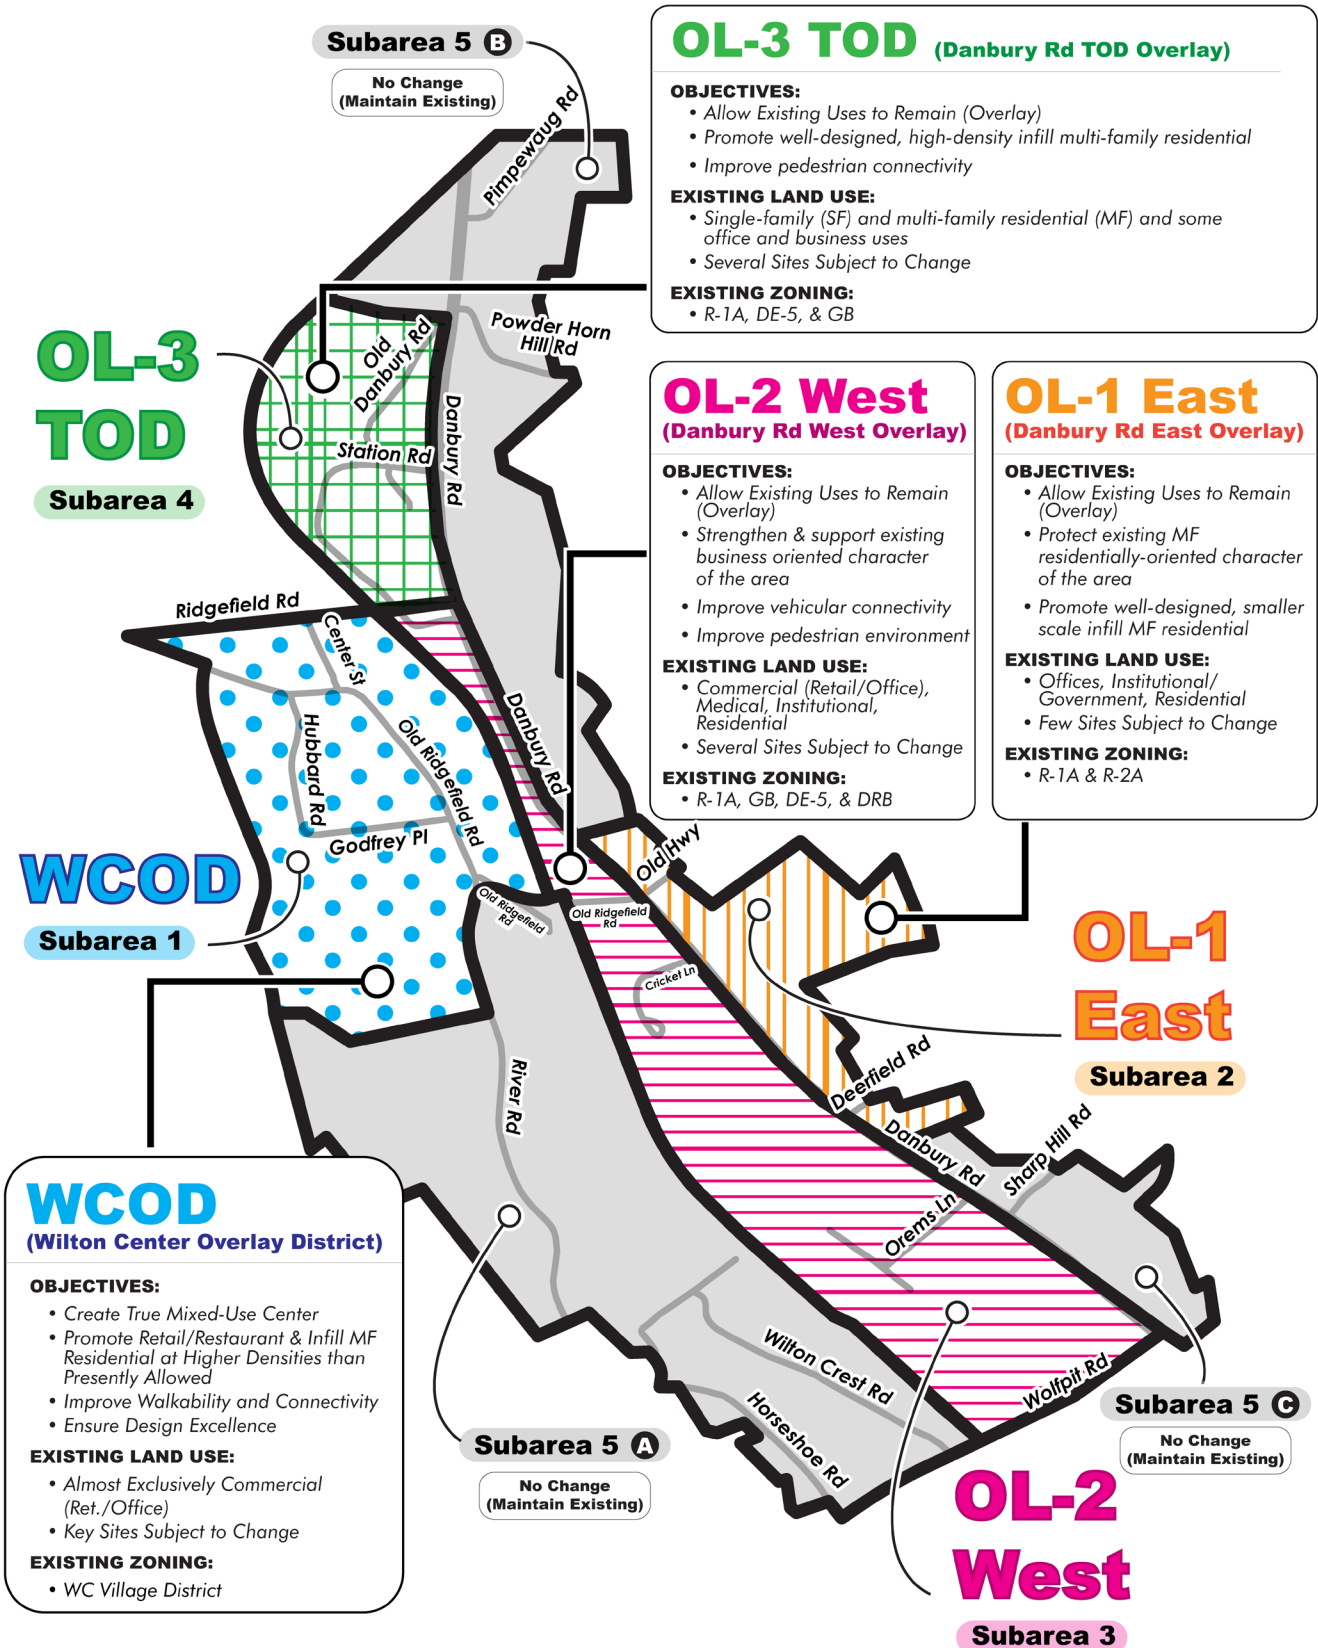 Subarea 5 B
No Change
(Maintain Existing)
Pimpewaug Rd
OL-3 TOD (Danbury Rd TOD Overlay)
OBJECTIVES:
• Allow Existing Uses to Remain (Overlay)
• Promote well-designed, high-density infill multi-family residential
• Improve pedestrian connectivity
EXISTING LAND USE:
• Single-family (SF) and multi-family residential (MF) and some
office and business uses
• Several Sites Subject to Change
EXISTING ZONING:
• R-1A, DE-5, & GB
OL-3
TOD
Subarea 4
Old
Danbury Rd
Powder Horn
Hill Rd
Station Rd
Danbury Rd
OL-2 West
(Danbury Rd West Overlay)
OBJECTIVES:
• Allow Existing Uses to Remain
(Overlay)
• Strengthen & support existing
business oriented character
of the area
• Improve vehicular connectivity
• Improve pedestrian environment
EXISTING LAND USE:
• Commercial (Retail/Office),
Medical, Institutional,
Residential
• Several Sites Subject to Change
EXISTING ZONING:
• R-1A, GB, DE-5, & DRB
OL-1 East
(Danbury Rd East Overlay)
OBJECTIVES:
• Allow Existing Uses to Remain
(Overlay)
• Protect existing MF
residentially-oriented character
of the area
• Promote well-designed, smaller
scale infill MF residential
EXISTING LAND USE:
• Offices, Institutional/
Government, Residential
• Few Sites Subject to Change
EXISTING ZONING:
• R-1A & R-2A
Ridgefield Rd
Center St
Hubbard Rd
Old Ridgefield Rd
Danbury Rd
Godfrey Pl
Old Hwy
WCOD
Subarea 1
Old Ridgefield
Rd
Old Ridgefield
Rd
Cricket Ln
OL-1
East
Subarea 2
River Rd
Deerfield Rd
Danbury Rd
Sharp Hill Rd
Orems Ln
WCOD
(Wilton Center Overlay District)
OBJECTIVES:
• Create True Mixed-Use Center
• Promote Retail/Restaurant & Infill MF
Residential at Higher Densities than
Presently Allowed
• Improve Walkability and Connectivity
• Ensure Design Excellence
EXISTING LAND USE:
• Almost Exclusively Commercial
(Ret./Office)
• Key Sites Subject to Change
EXISTING ZONING:
• WC Village District
Wilton Crest Rd
Horseshoe Rd
Wolfpit Rd
Subarea 5 A
No Change
(Maintain Existing)
Subarea 5 C
No Change
(Maintain Existing)
OL-2
West
Subarea 3